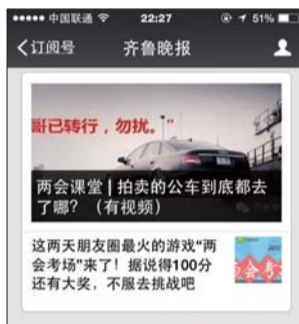 中国联通 22:27 51%
订阅号 齐鲁晚报
哥已转行，勿扰。”
两会课堂 | 拍卖的公车到底都去
了哪？（有视频）
这两天朋友圈最火的游戏“两
会考场”来了！据说得100分
还有大奖，不服去挑战吧
会考